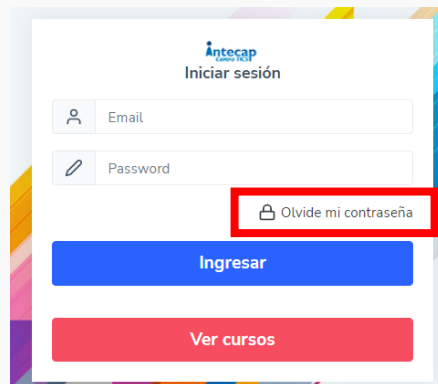 intecap
Centro TICS
Iniciar sesión
Email
Password
Olvide mi contraseña
Ingresar
Ver cursos